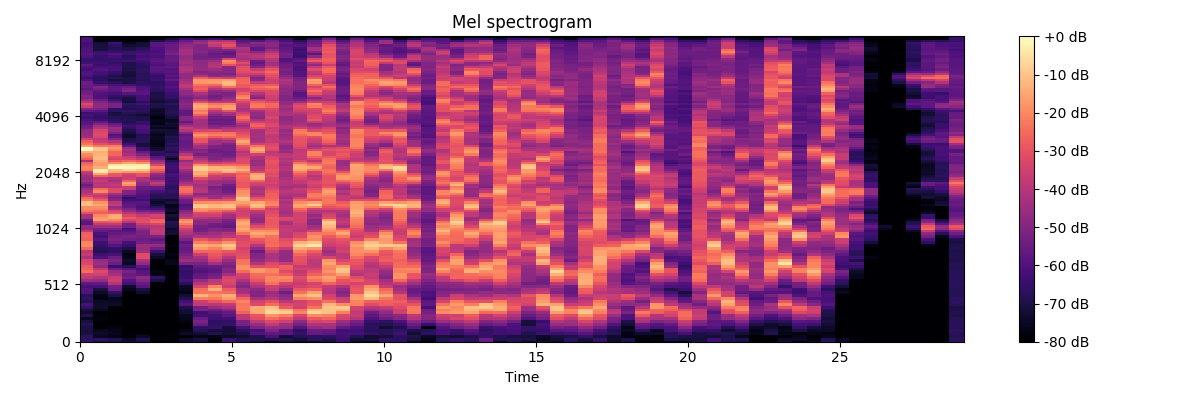 Mel spectrogram
8192
4096
2048
1024
512
0
Hz
0 5 10 15 20 25
Time
+0 dB
-10 dB
-20 dB
-30 dB
-40 dB
-50 dB
-60 dB
-70 dB
-80 dB